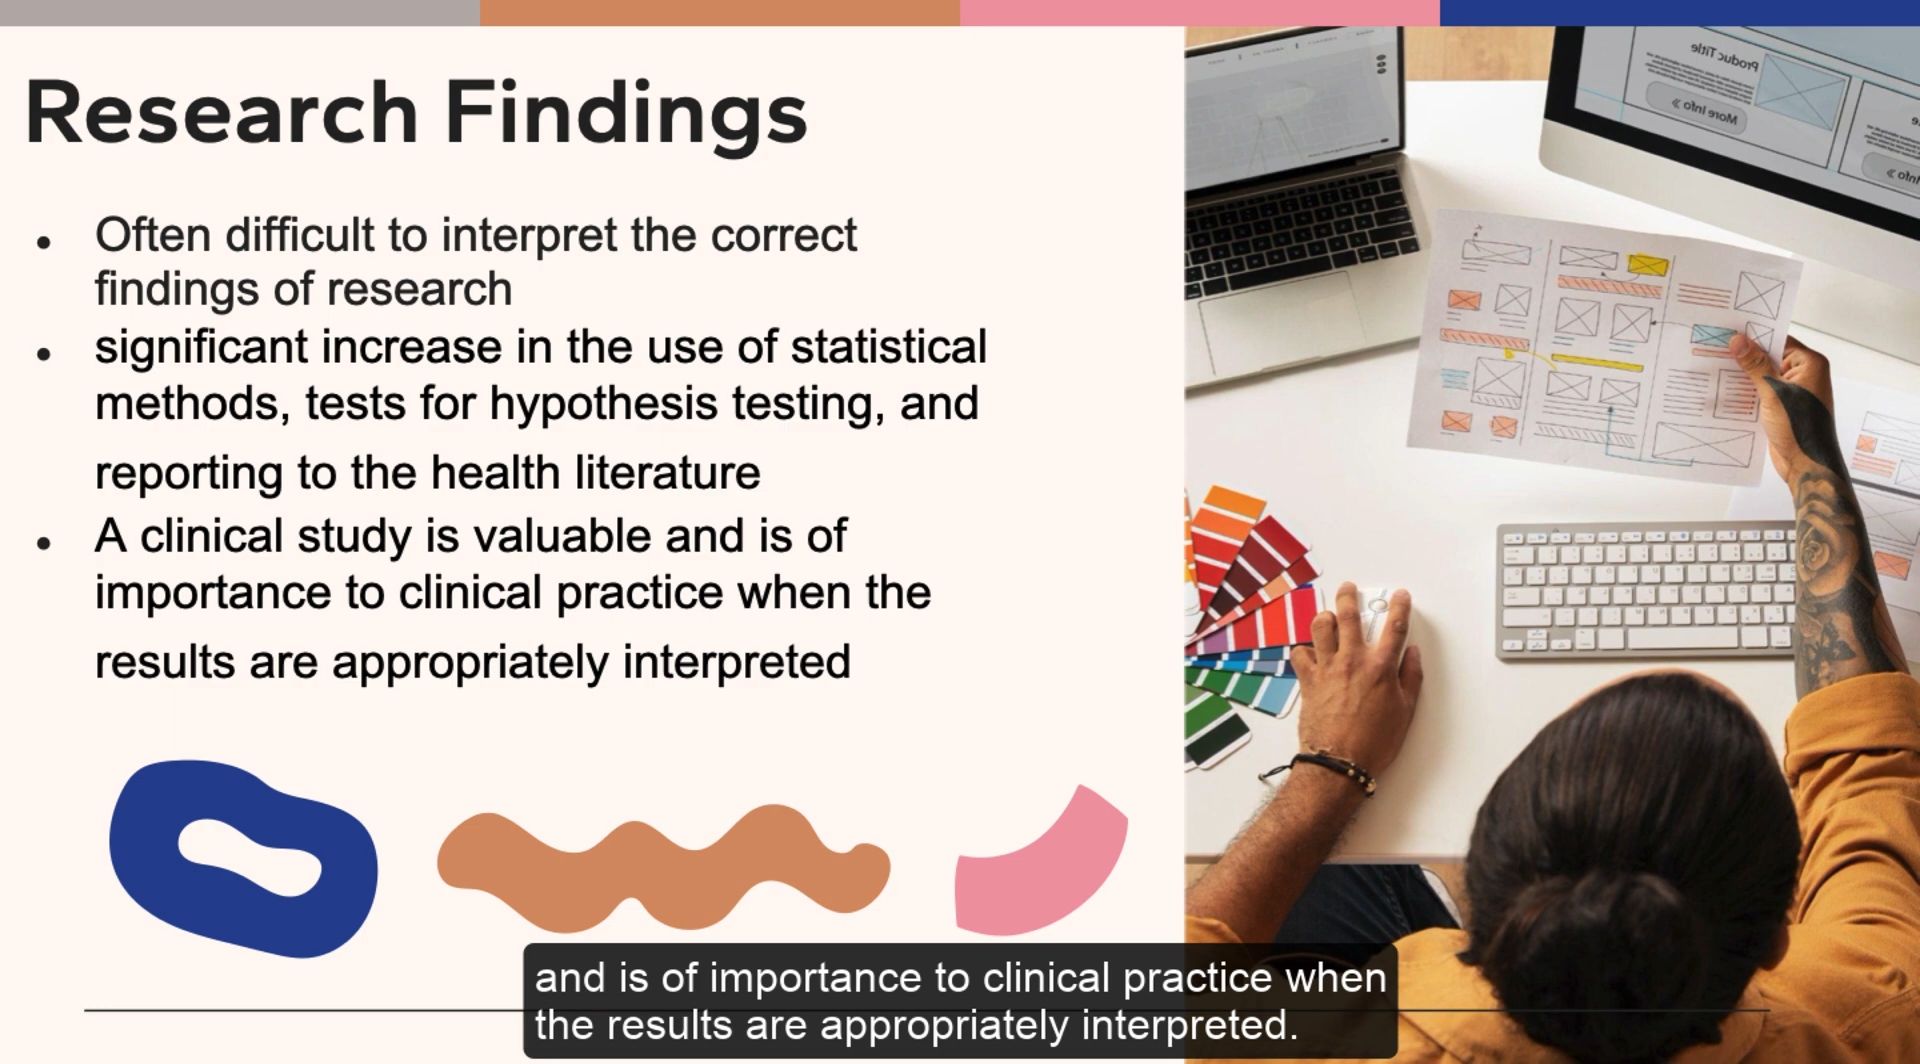 Research Findings
• Often difficult to interpret the correct
findings of research
• significant increase in the use of statistical
methods, tests for hypothesis testing, and
reporting to the health literature
• A clinical study is valuable and is of
importance to clinical practice when the
results are appropriately interpreted
Produc Title
More Info »
Info »
and is of importance to clinical practice when
the results are appropriately interpreted.